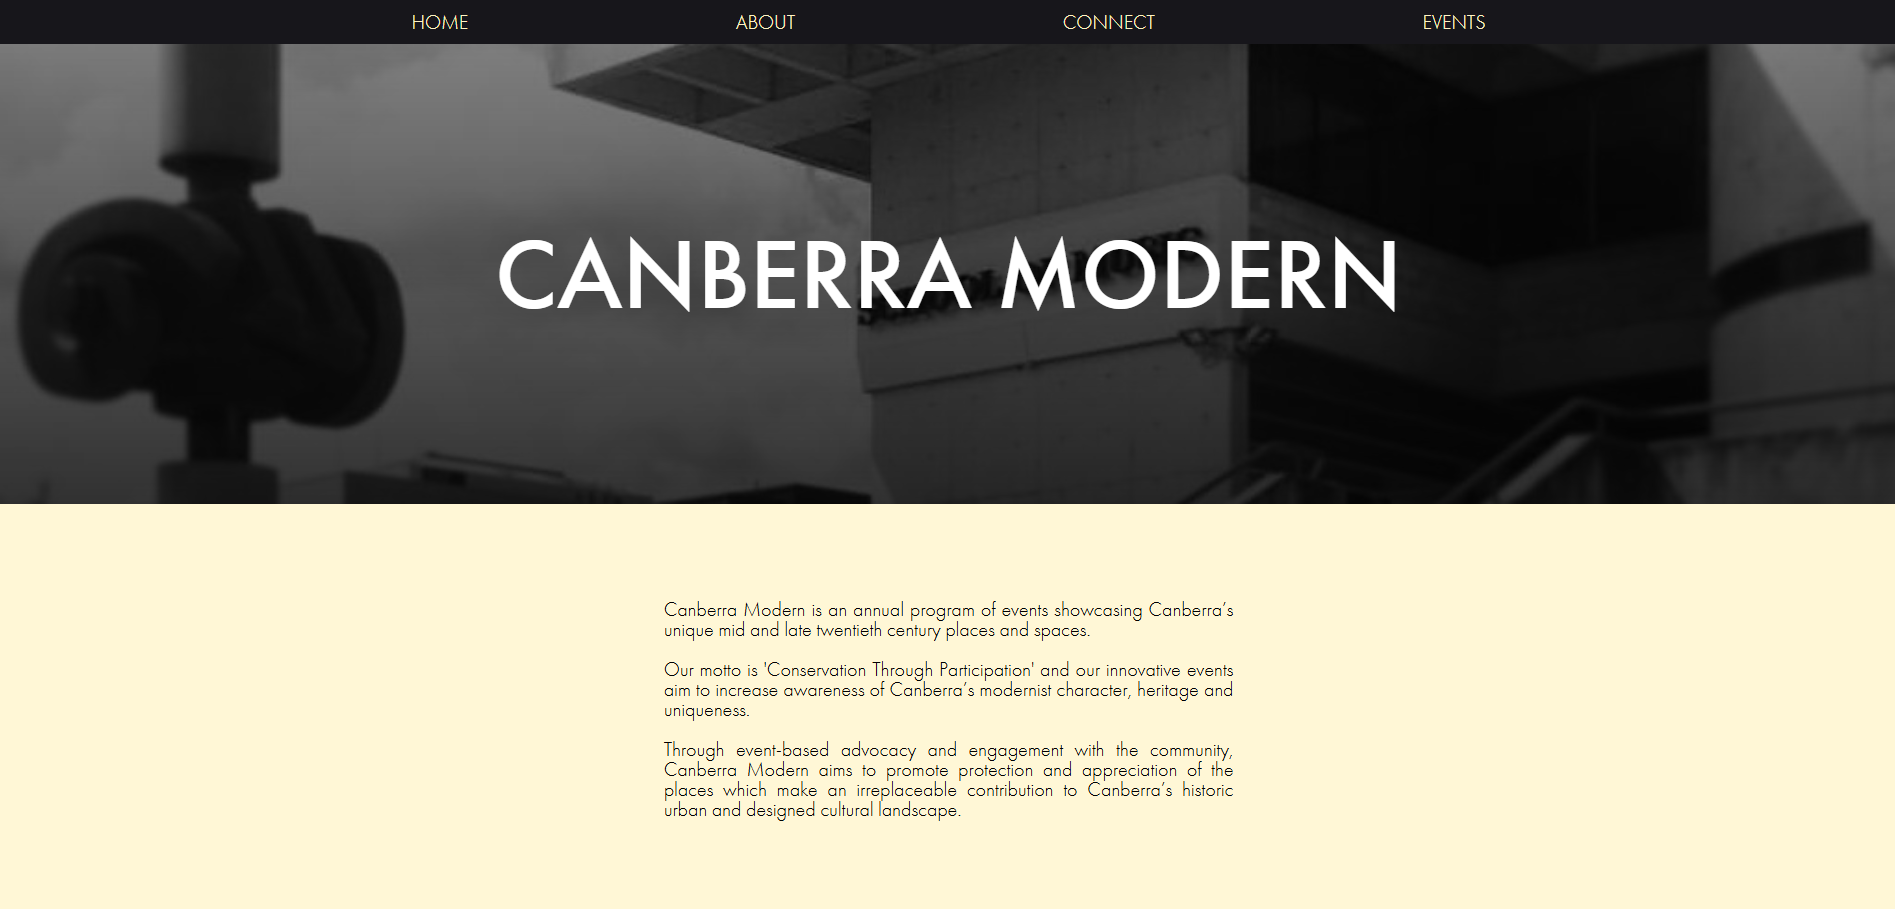 HOME ABOUT CONNECT EVENTS
CANBERRA MODERN
Canberra Modern is an annual program of events showcasing Canberra’s
unique mid and late twentieth century places and spaces.
Our motto is 'Conservation Through Participation' and our innovative events
aim to increase awareness of Canberra’s modernist character, heritage and
uniqueness.
Through event-based advocacy and engagement with the community,
Canberra Modern aims to promote protection and appreciation of the
places which make an irreplaceable contribution to Canberra’s historic
urban and designed cultural landscape.